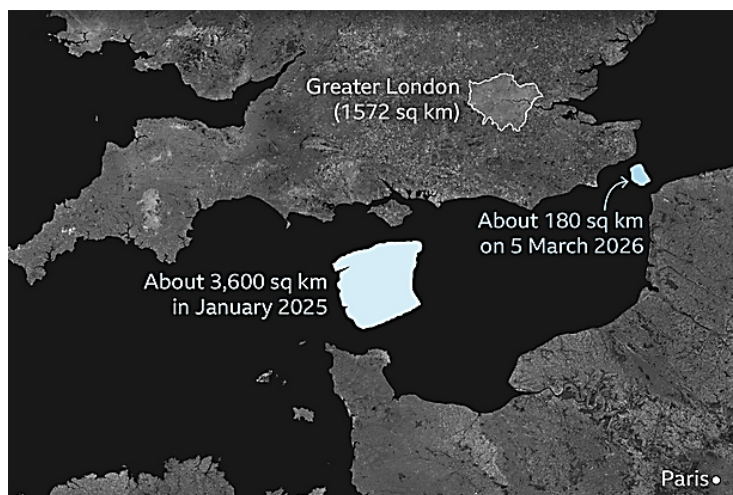 Greater London
(1572 sq km)
About 180 sq km
on 5 March 2026
About 3,600 sq km
in January 2025
Paris